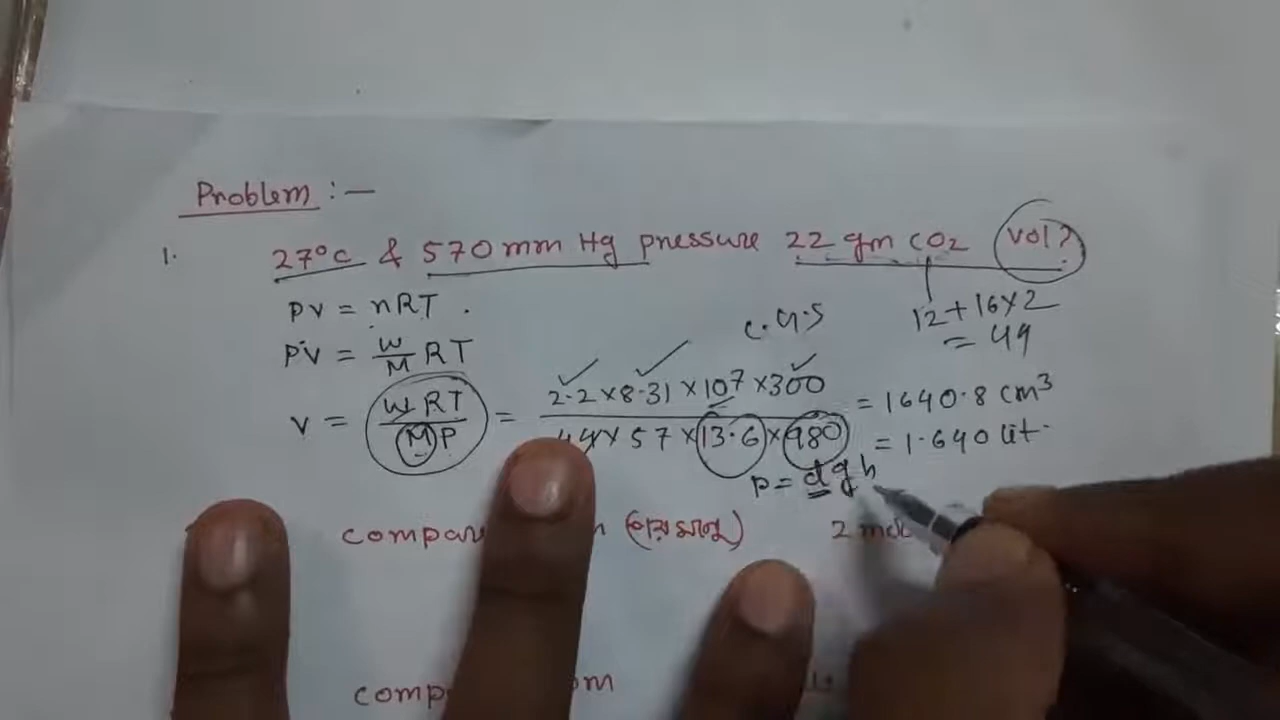 Problem :—
1. 27°C & 570 mm Hg pressure 22 gm CO2 vol?
PV = nRT .
12 + 16×2
= 44
C.G.S
PV = W/M RT
V = WRT/MP = 2.2 × 8.31 × 10^7 × 300 / 44 × 57 × 13.6 × 980 = 1640.8 cm3
= 1.640 lit.
P = dgh
(পরমাণু)
2